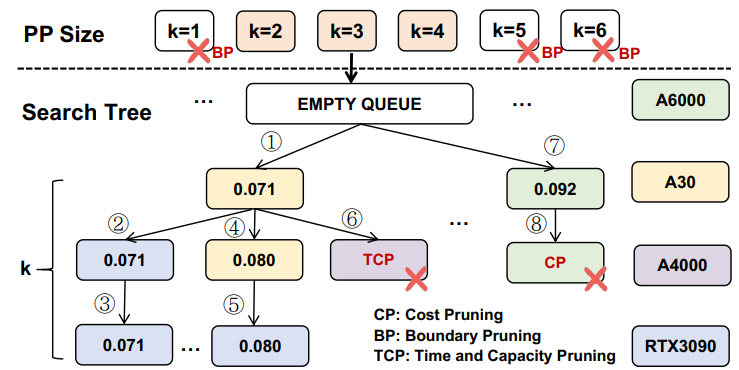 PP Size
k=1
BP
k=2
k=3
k=4
k=5
BP
k=6
BP
Search Tree
...
EMPTY QUEUE
...
A6000
①
⑦
0.071
0.092
A30
②
④
⑥
...
⑧
k
0.071
0.080
TCP
CP
A4000
③
⑤
CP: Cost Pruning
BP: Boundary Pruning
TCP: Time and Capacity Pruning
0.071
...
0.080
RTX3090